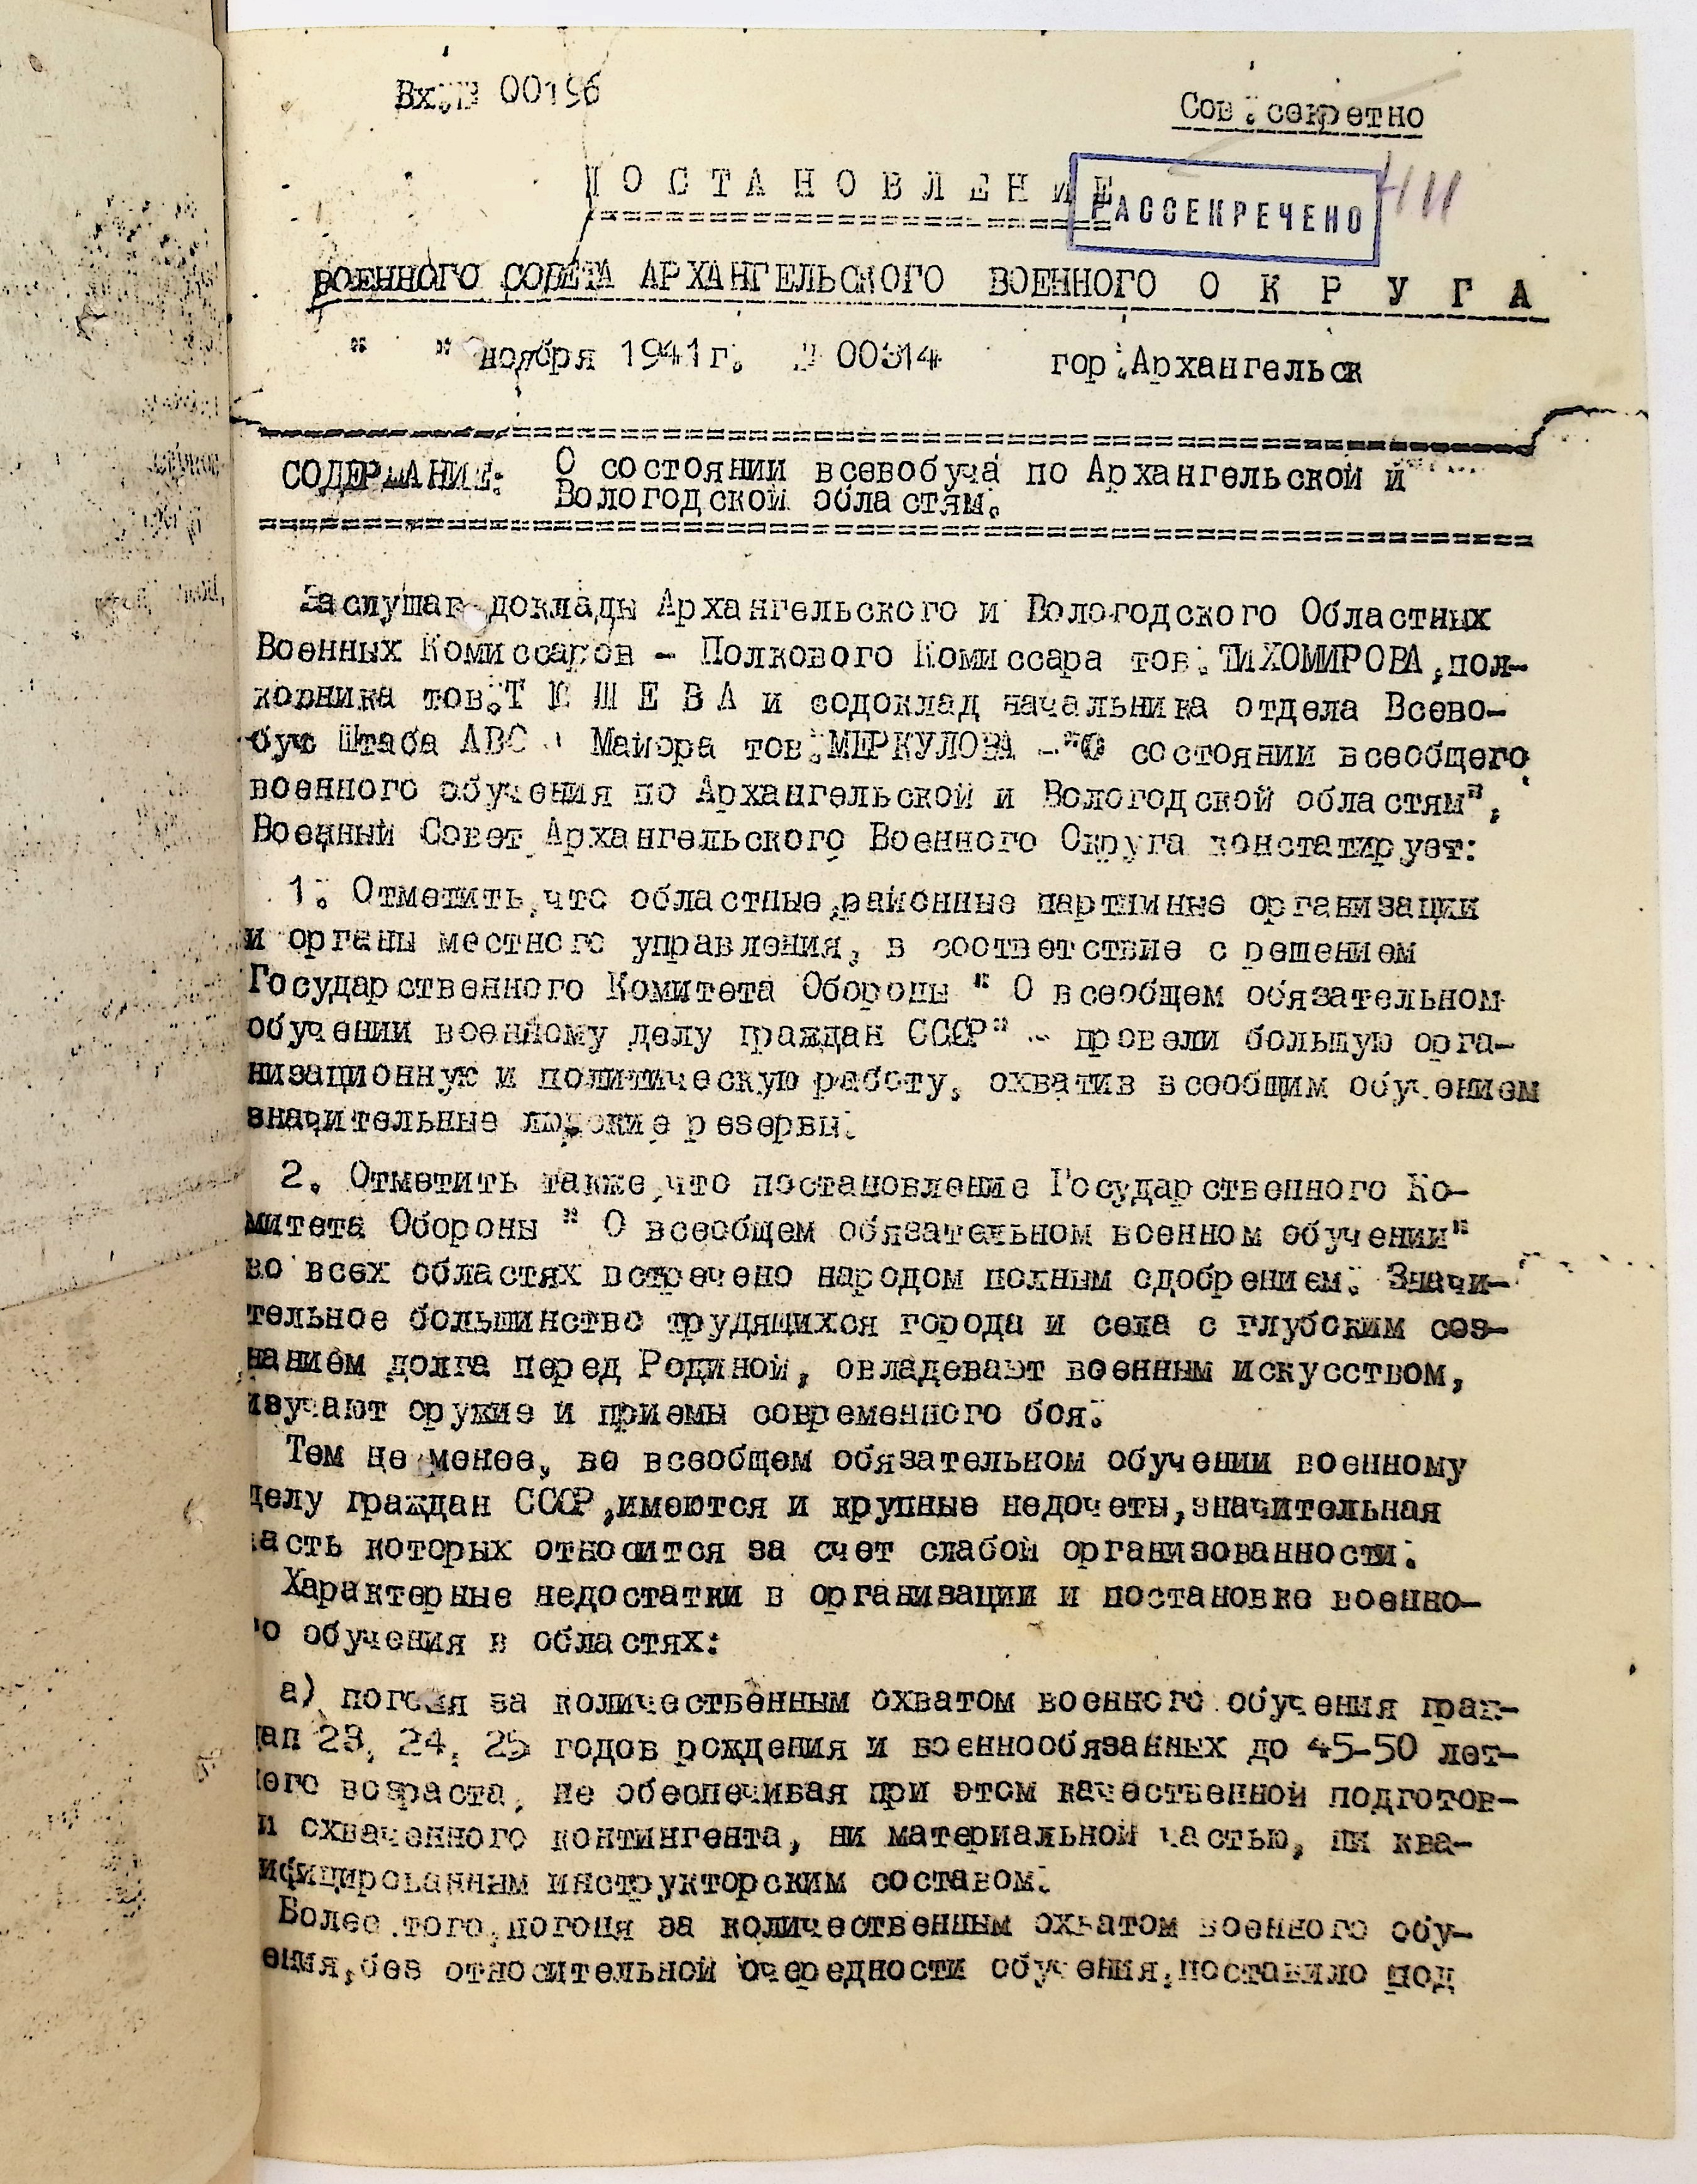 Вх.№ 00196
Сов. секретно
ПОСТАНОВЛЕНИЕ
РАССЕКРЕЧЕНО
ВОЕННОГО СОВЕТА АРХАНГЕЛЬСКОГО ВОЕННОГО ОКРУГА
" " ноября 1941г. № 00314 гор. Архангельск
СОДЕРЖАНИЕ: О состоянии всевобуча по Архангельской и
Вологодской областям.
Заслушав доклады Архангельского и Вологодского Областных
Военных Комиссаров - Полкового Комиссара тов. ТИХОМИРОВА, пол-
ковника тов. и содоклад начальника отдела Всево-
буч Штаба Майора тов. МЕРКУЛОВА - "О состоянии всеобщего
военного обучения по Архангельской и Вологодской областям",
Военный Совет Архангельского Военного Округа констатирует:
1. Отметить, что областные, районные партийные организации
и органы местного управления, в соответствие с решением
Государственного Комитета Обороны " О всеобщем обязательном
обучении военному делу граждан СССР" - провели большую орга-
низационную и политическую работу, охватив всеобщим обучением
значительные людские резервы.
2. Отметить также, что постановление Государственного Ко-
митета Обороны " О всеобщем обязательном военном обучении"
во всех областях встречено народом полным одобрением. Значи-
тельное большинство трудящихся города и села с глубоким соз-
нанием долга перед Родиной, овладевают военным искусством,
изучают оружие и приемы современного боя.
Тем не менее, во всеобщем обязательном обучении военному
делу граждан СССР, имеются и крупные недочеты, значительная
часть которых относится за счет слабой организованности.
Характерные недостатки в организации и постановке военно-
го обучения в областях:
а) погоня за количественным охватом военного обучения граж-
дан 23, 24, 25 годов рождения и военнообязанных до 45-50 лет-
него возраста, не обеспечивая при этом качественной подготов-
и охваченного контингента, ни материальной частью, ни ква-
ифицированным инструкторским составом.
Более того, погоня за количественным охватом военного обу-
ения, без относительной очередности обучения, поставило под